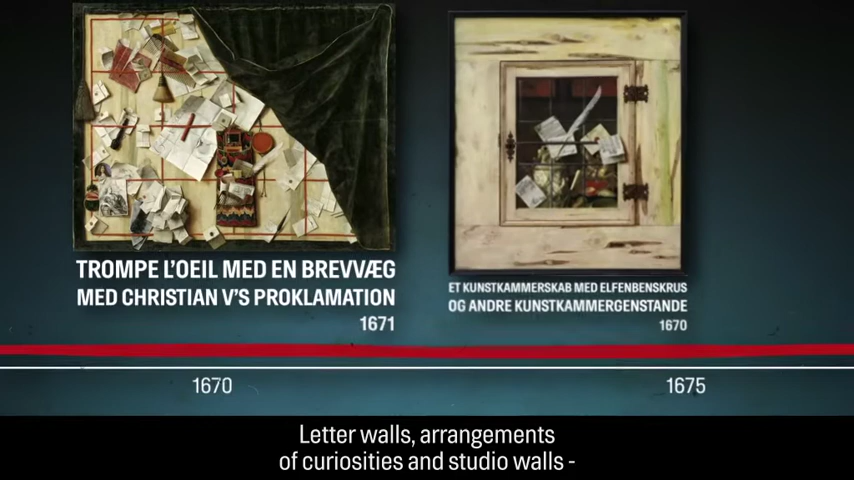 TROMPE L'OEIL MED EN BREVVÆG
MED CHRISTIAN V'S PROKLAMATION
1671
ET KUNSTKAMMERSKAB MED ELFENBENSKRUS
OG ANDRE KUNSTKAMMERGENSTANDE
1670
1670
1675
Letter walls, arrangements
of curiosities and studio walls -